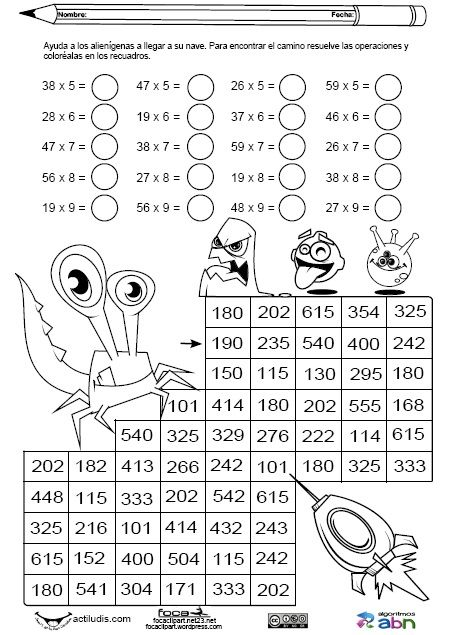 Nombre: Fecha:
Ayuda a los alienígenas a llegar a su nave. Para encontrar el camino resuelve las operaciones y
coloréalas en los recuadros.
38 x 5 = 47 x 5 = 26 x 5 = 59 x 5 =
28 x 6 = 19 x 6 = 37 x 6 = 46 x 6 =
47 x 7 = 38 x 7 = 59 x 7 = 26 x 7 =
56 x 8 = 27 x 8 = 19 x 8 = 38 x 8 =
19 x 9 = 56 x 9 = 48 x 9 = 27 x 9 =
180 202 615 354 325
190 235 540 400 242
150 115 130 295 180
101 414 180 202 555 168
540 325 329 276 222 114 615
202 182 413 266 242 101 180 325 333
448 115 333 202 542 615
325 216 101 414 432 243
615 152 400 504 115 242
180 541 304 171 333 202
actiludis.com
foca
focaclipart.net23.net
focaclipart.wordpress.com
algoritmos
abn